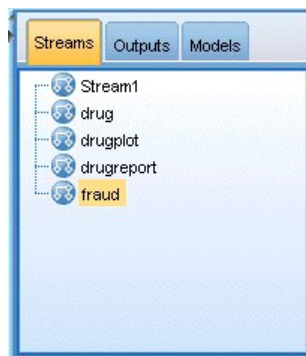 Streams Outputs Models
Stream1
drug
drugplot
drugreport
fraud